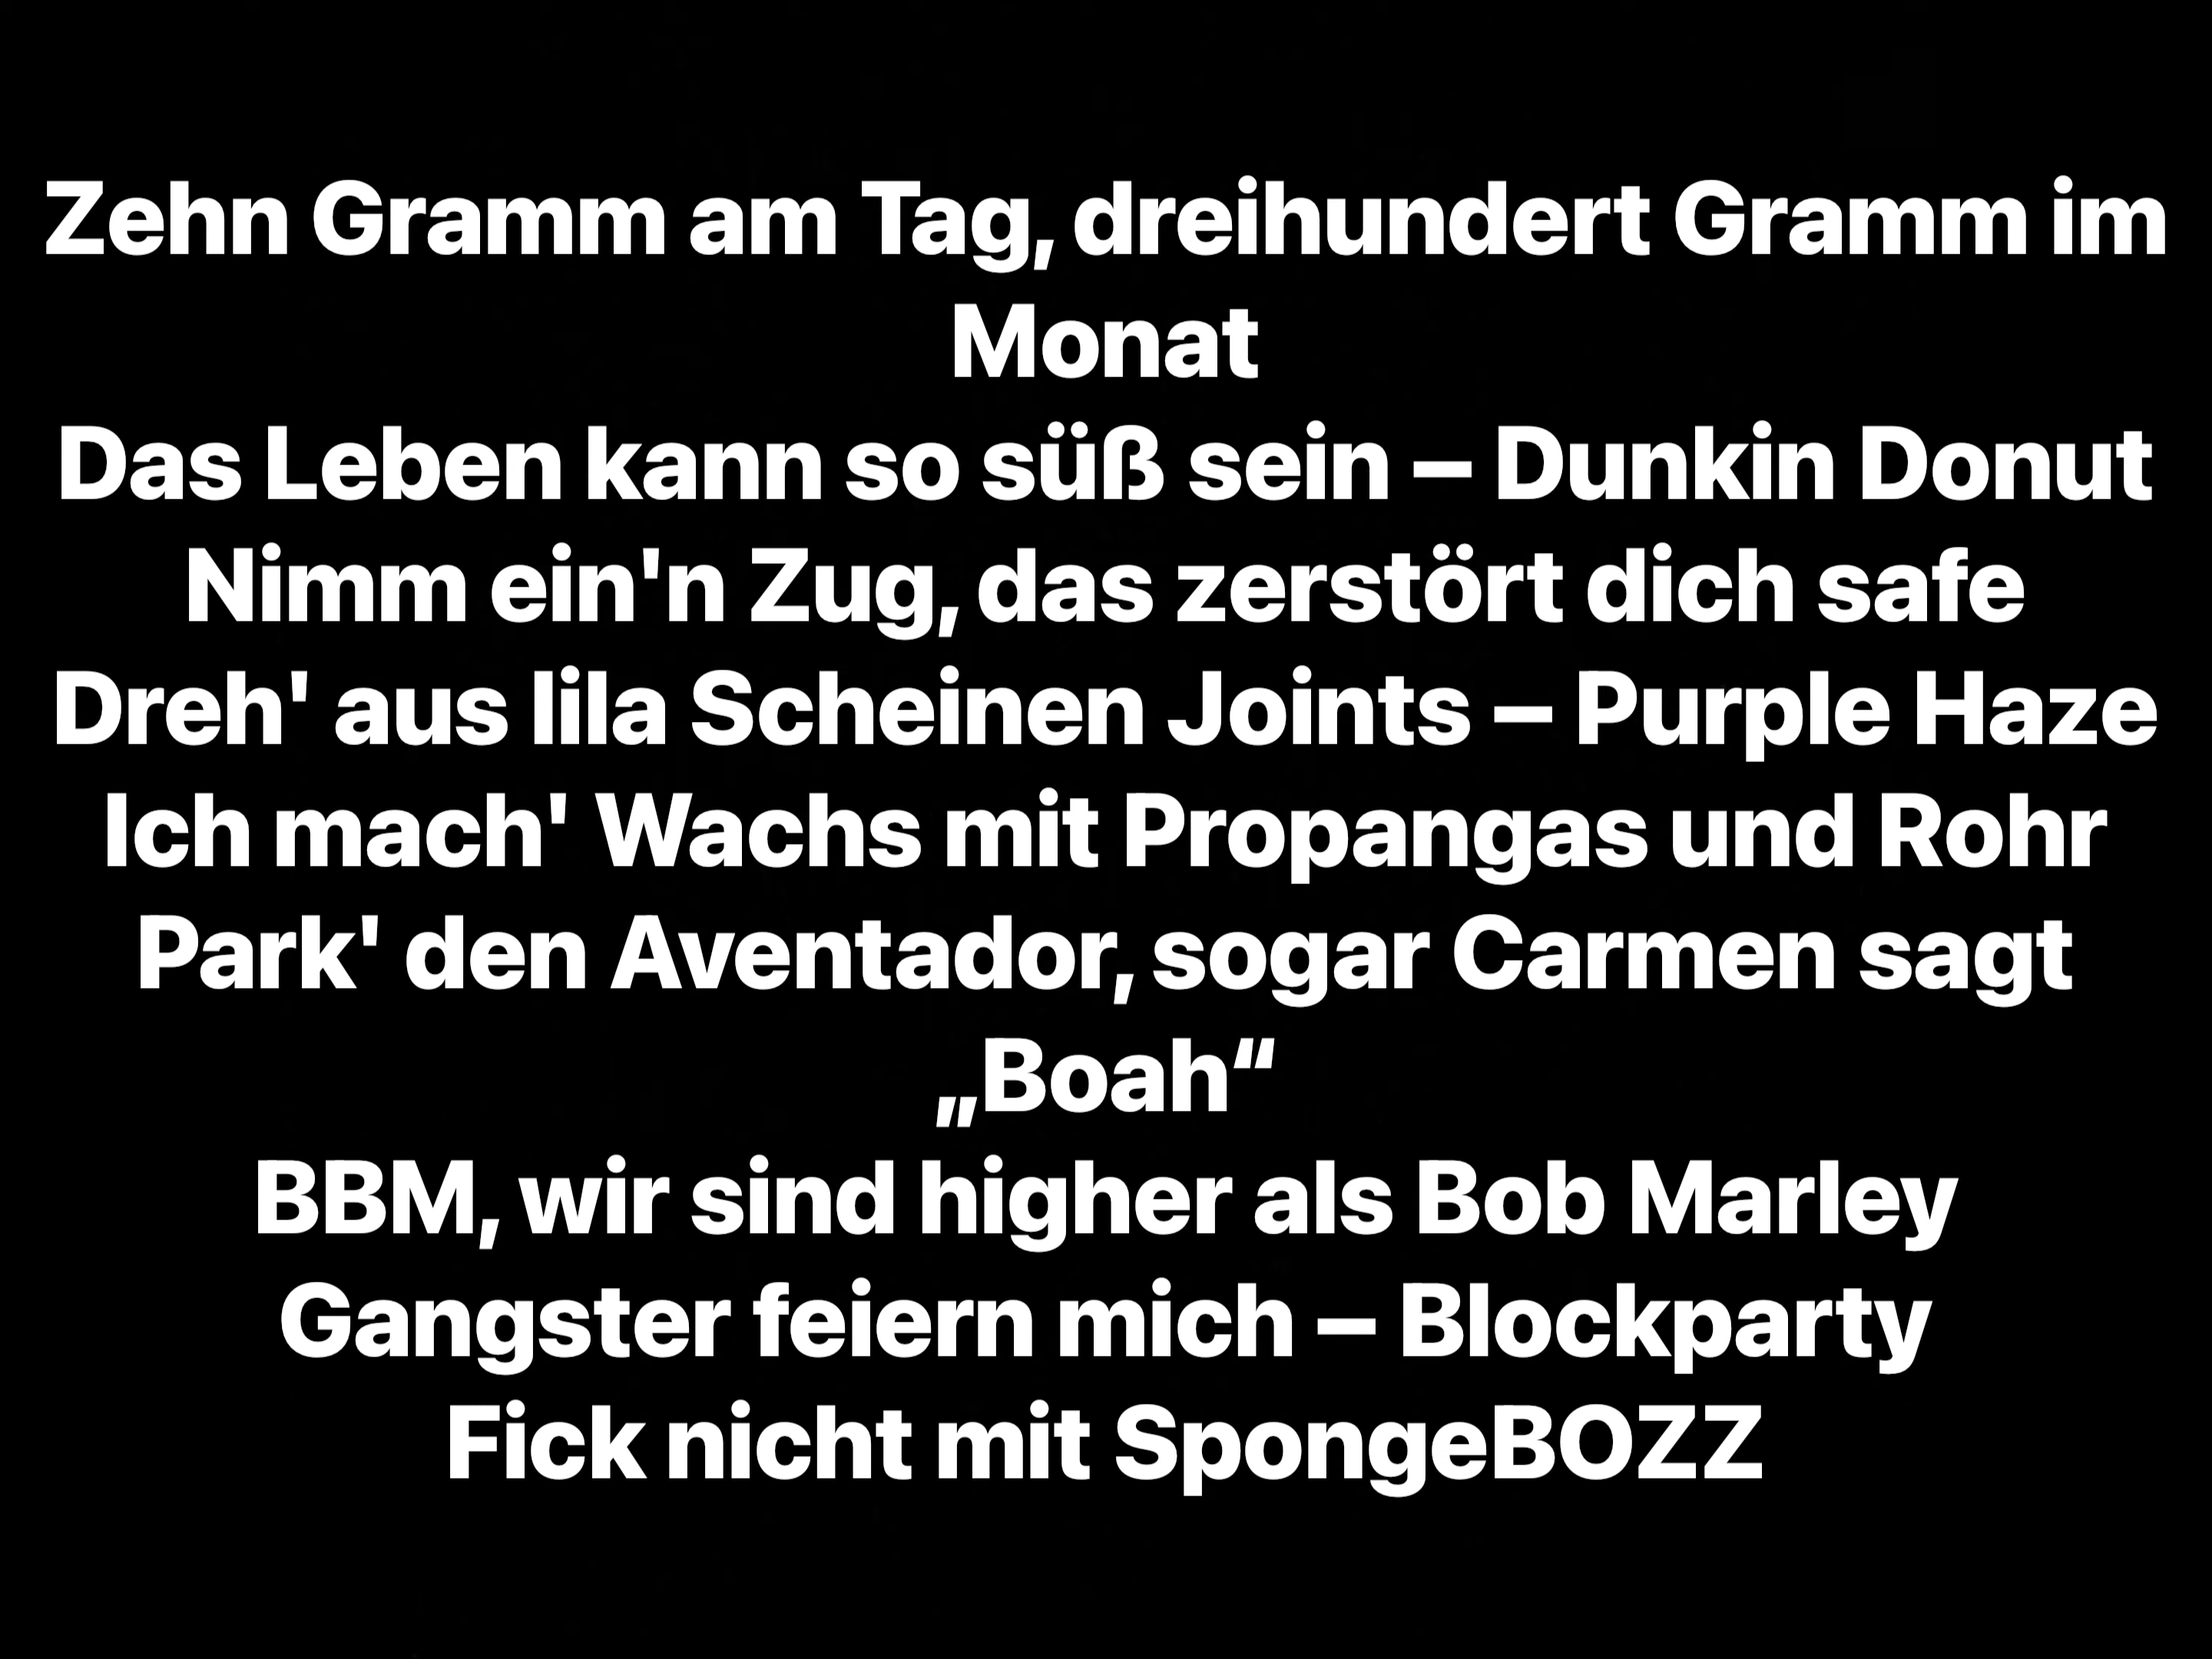 Zehn Gramm am Tag, dreihundert Gramm im
Monat
Das Leben kann so süß sein – Dunkin Donut
Nimm ein'n Zug, das zerstört dich safe
Dreh' aus lila Scheinen Joints – Purple Haze
Ich mach' Wachs mit Propangas und Rohr
Park' den Aventador, sogar Carmen sagt
„Boah“
BBM, wir sind higher als Bob Marley
Gangster feiern mich – Blockparty
Fick nicht mit SpongeBOZZ